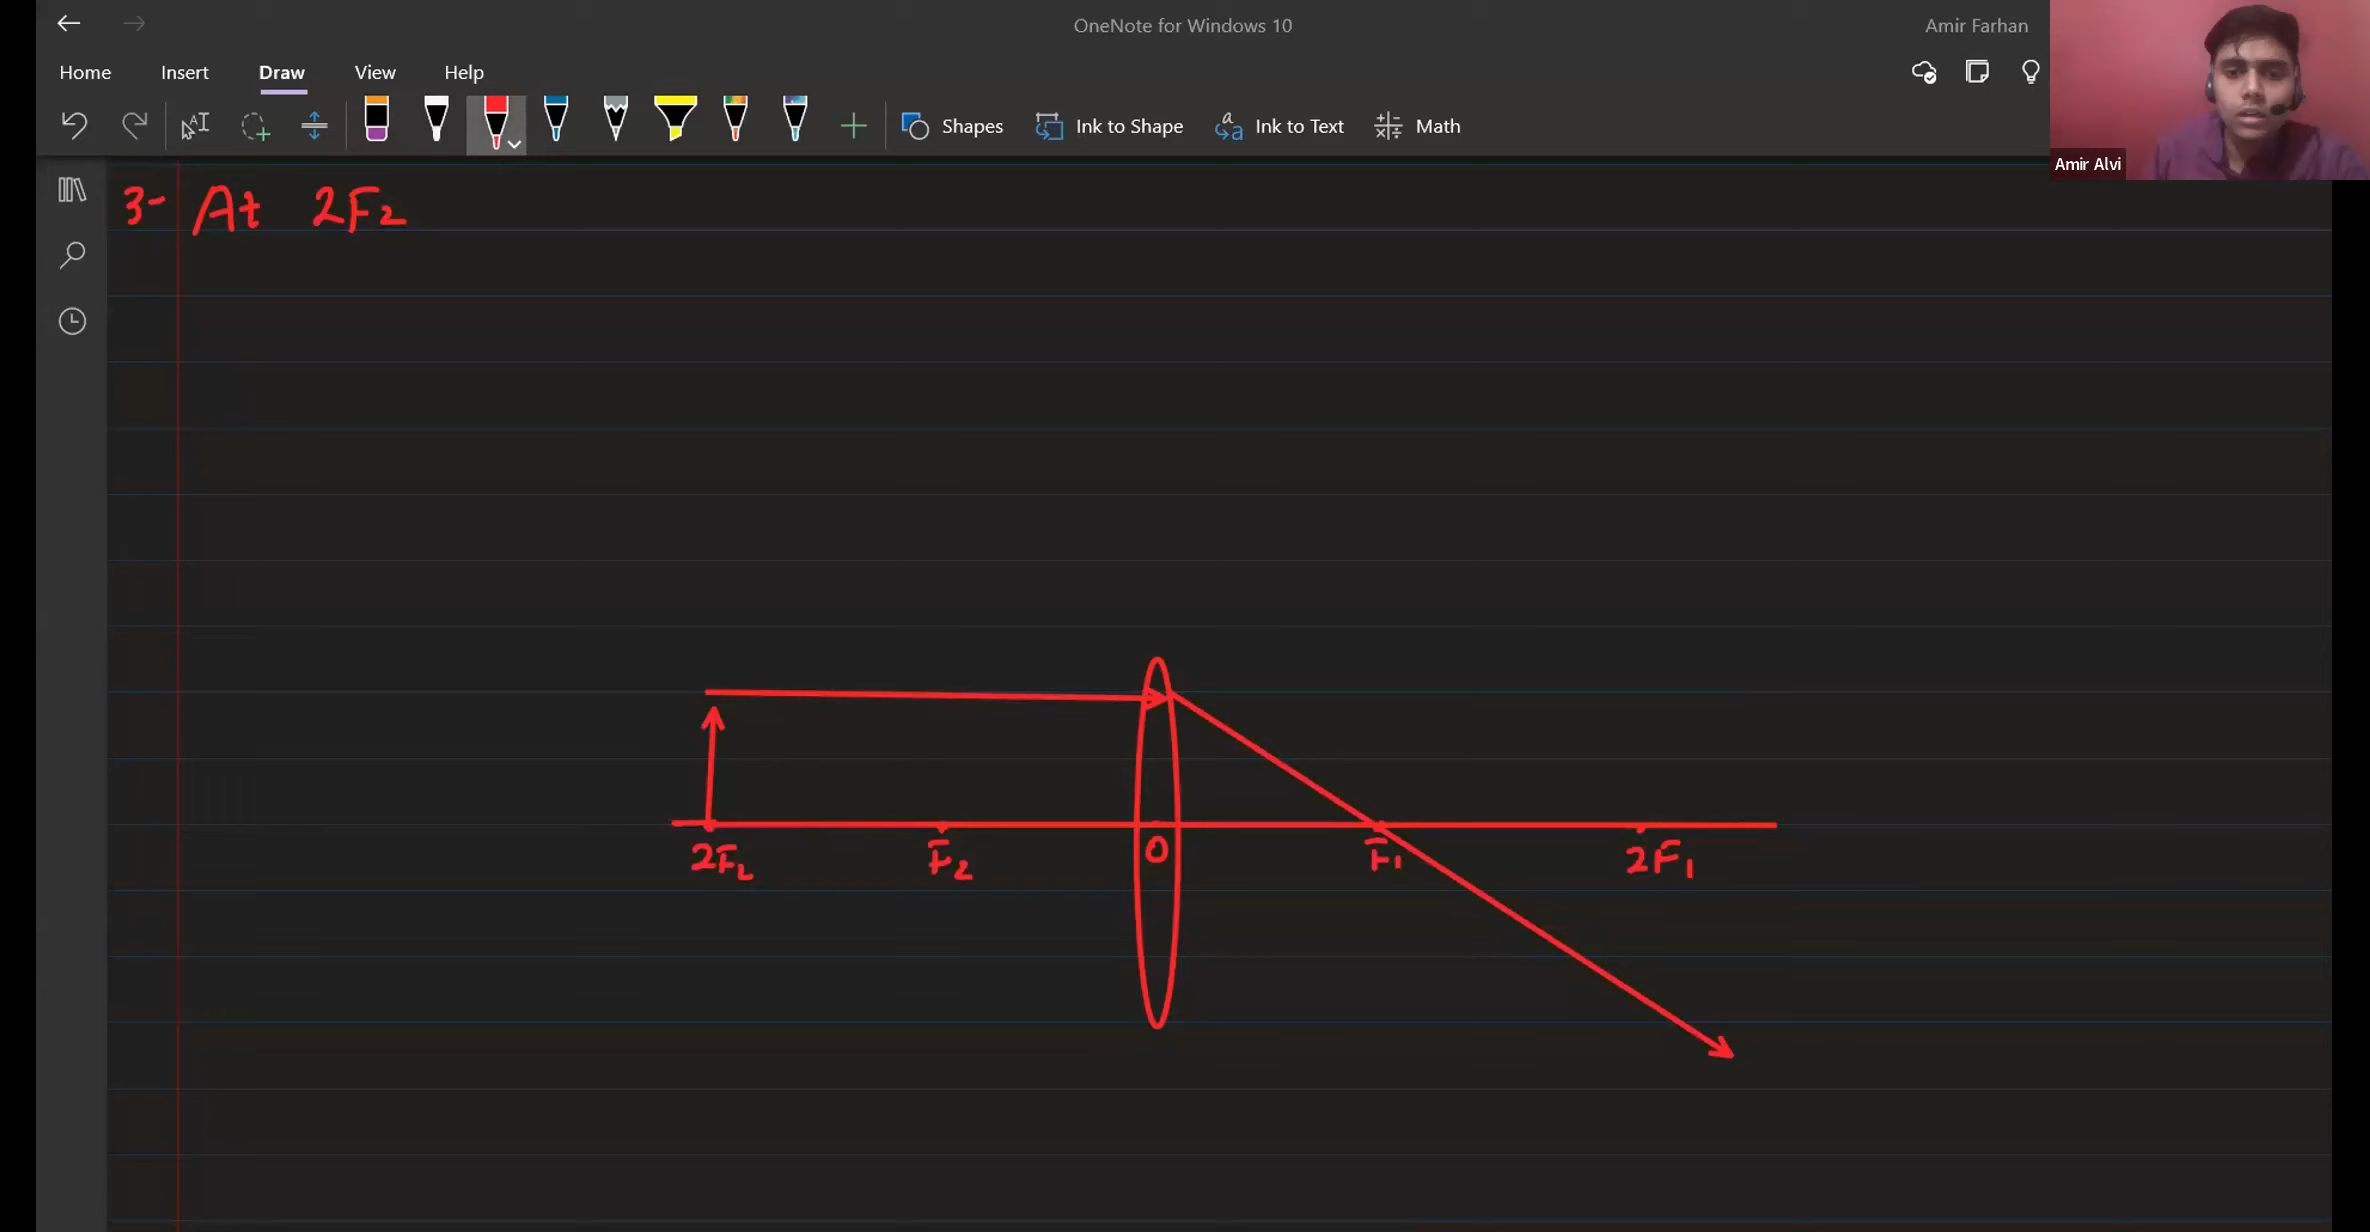 OneNote for Windows 10
Amir Farhan
Home Insert Draw View Help
Shapes Ink to Shape Ink to Text Math
Amir Alvi
3- At 2F2
2F2 F2 O F1 2F1